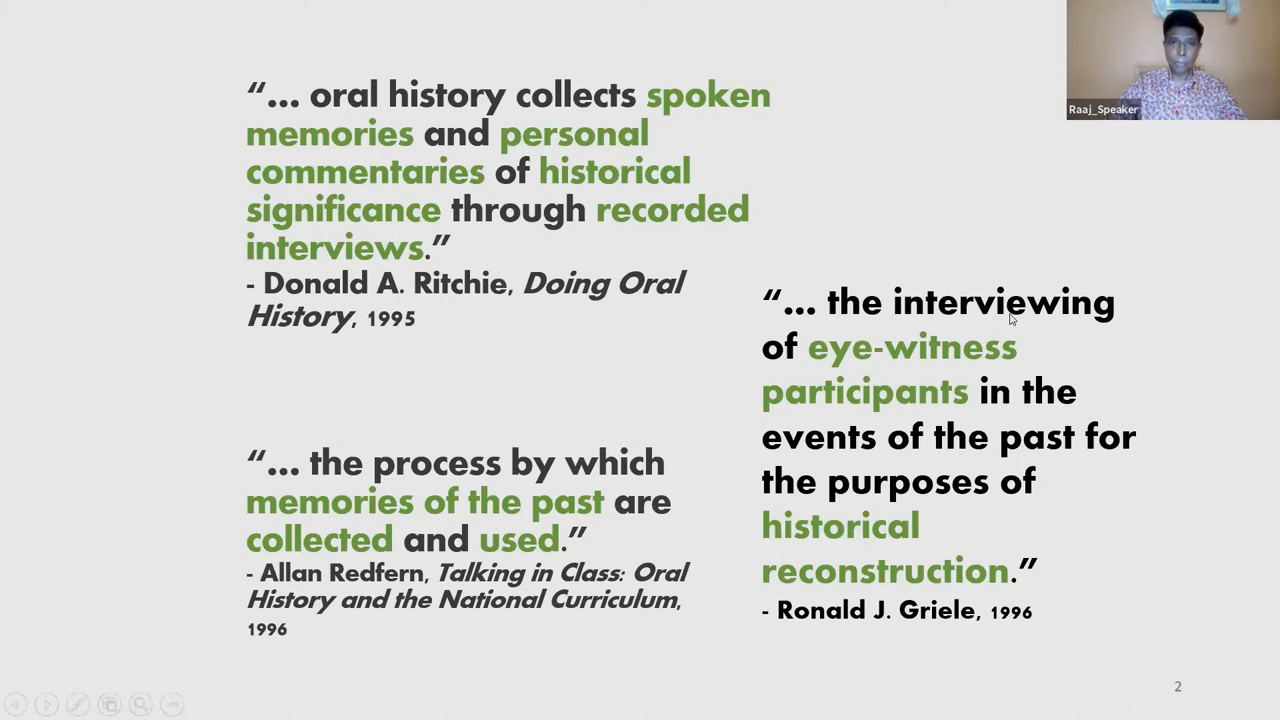 “... oral history collects spoken
memories and personal
commentaries of historical
significance through recorded
interviews.”
- Donald A. Ritchie, Doing Oral
History, 1995
“... the process by which
memories of the past are
collected and used.”
- Allan Redfern, Talking in Class: Oral
History and the National Curriculum,
1996
“... the interviewing
of eye-witness
participants in the
events of the past for
the purposes of
historical
reconstruction.”
- Ronald J. Griele, 1996
Raaj_Speaker
2